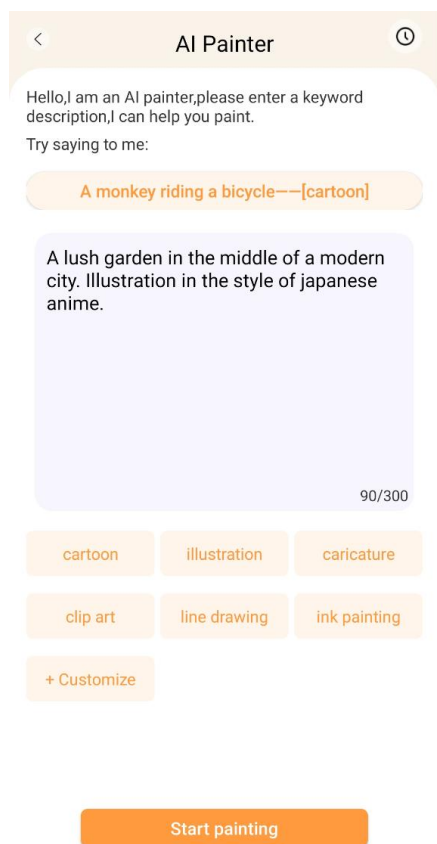 AI Painter
Hello,I am an AI painter,please enter a keyword
description,I can help you paint.
Try saying to me:
A monkey riding a bicycle——[cartoon]
A lush garden in the middle of a modern
city. Illustration in the style of japanese
anime.
90/300
cartoon illustration caricature
clip art line drawing ink painting
+ Customize
Start painting